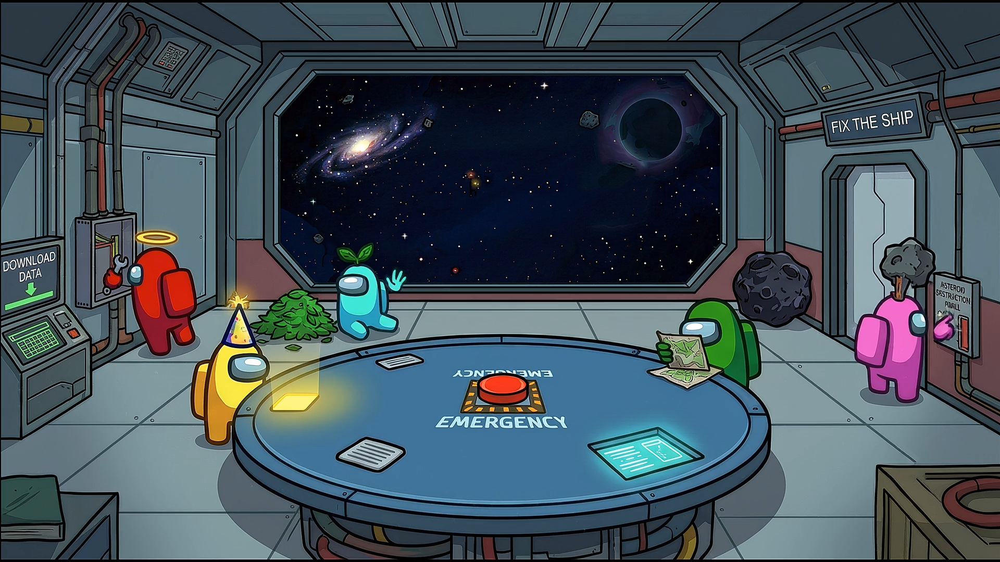 FIX THE SHIP
DOWNLOAD
DATA
EMERGENCY
EMERGENCY